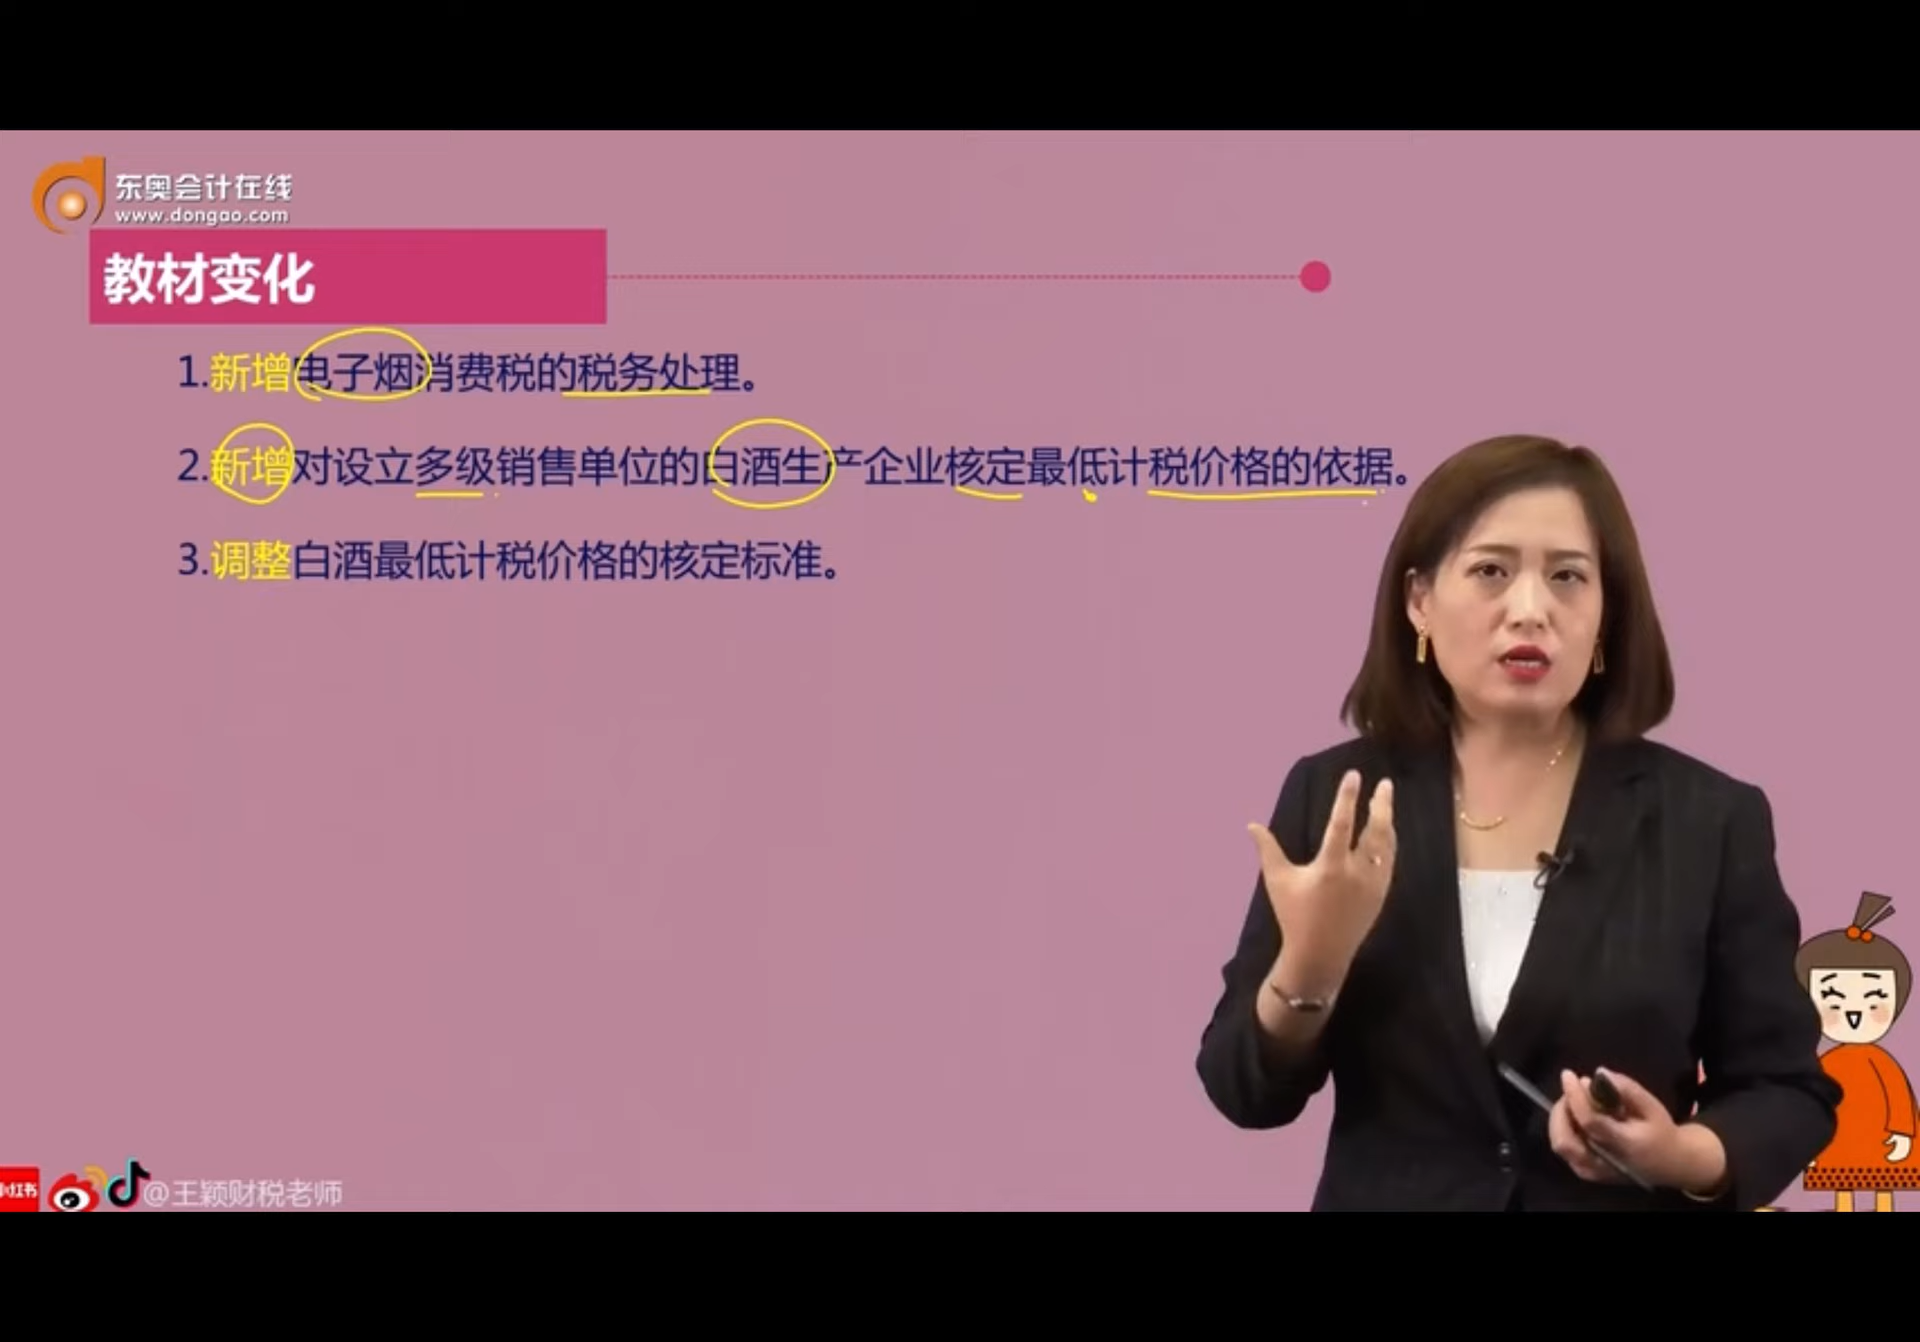 东奥会计在线
www.dongao.com
教材变化
1.新增电子烟消费税的税务处理。
2.新增对设立多级销售单位的白酒生产企业核定最低计税价格的依据。
3.调整白酒最低计税价格的核定标准。
小红书 @王颖财税老师